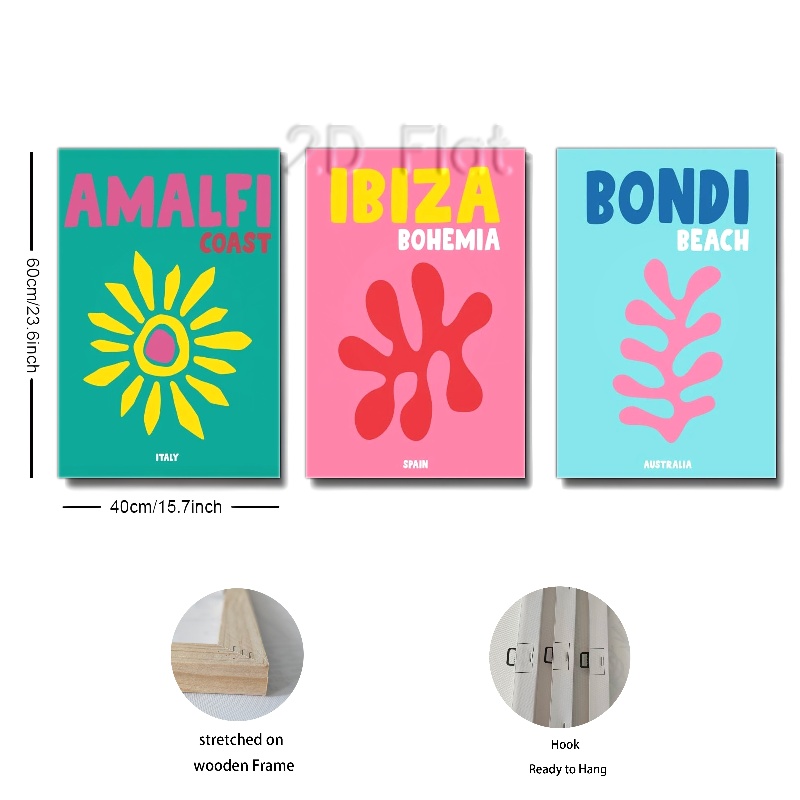 2D Flat
AMALFI
COAST
ITALY
IBIZA
BOHEMIA
SPAIN
BONDI
BEACH
AUSTRALIA
60cm/23.6inch
40cm/15.7inch
stretched on
wooden Frame
Hook
Ready to Hang